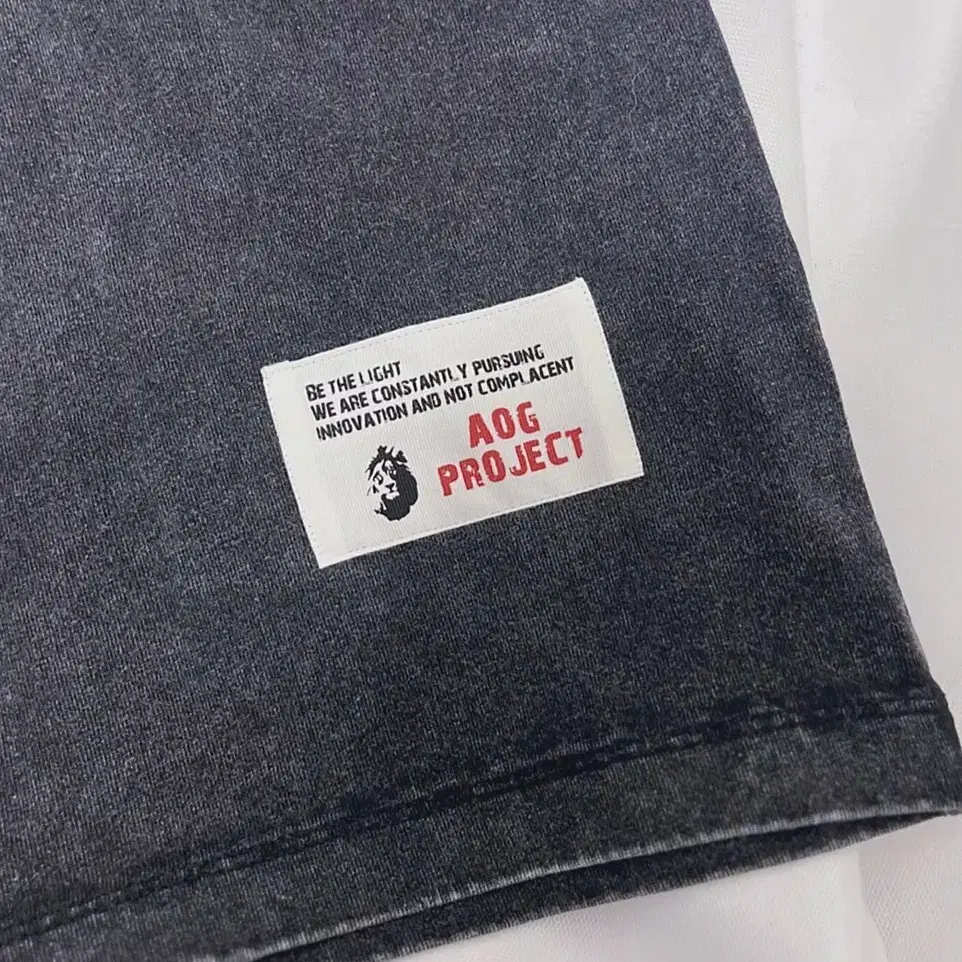 BE THE LIGHT
WE ARE CONSTANTLY PURSUING
INNOVATION AND NOT COMPLACENT
AOG
PROJECT